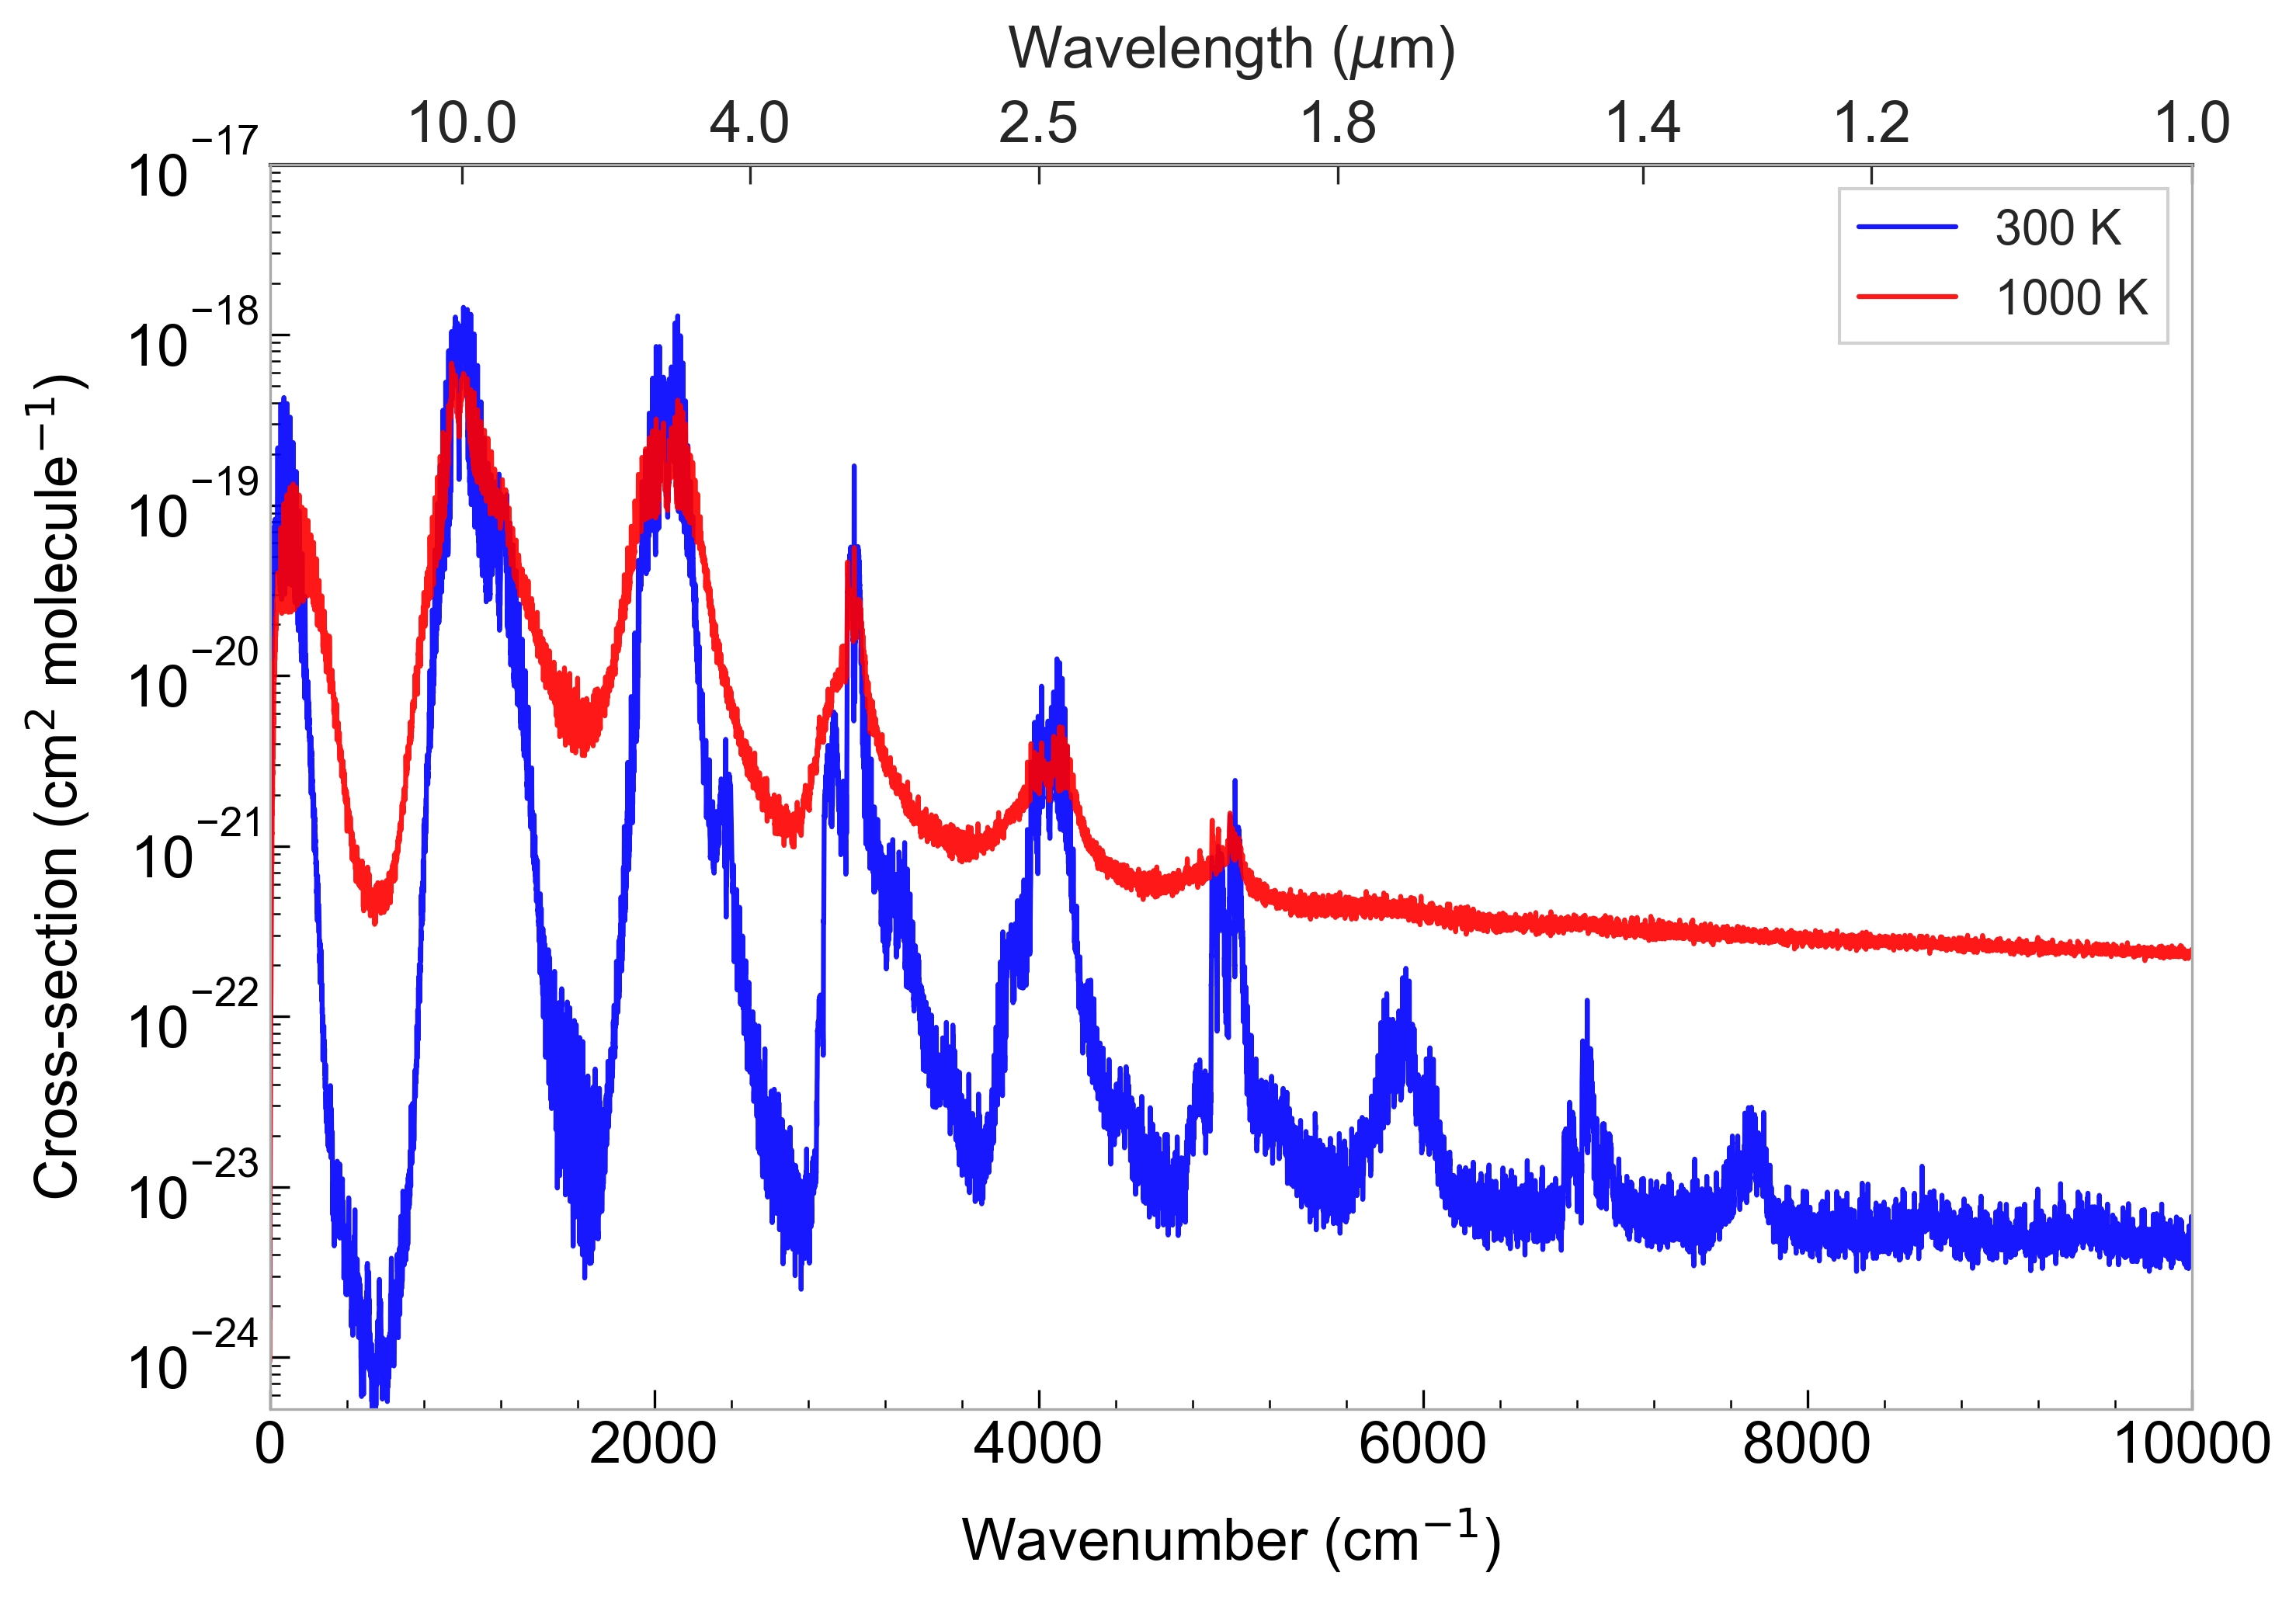 Wavelength (μm)
10.0 4.0 2.5 1.8 1.4 1.2 1.0
300 K
1000 K
Cross-section (cm² molecule⁻¹)
10⁻¹⁷
10⁻¹⁸
10⁻¹⁹
10⁻²⁰
10⁻²¹
10⁻²²
10⁻²³
10⁻²⁴
0 2000 4000 6000 8000 10000
Wavenumber (cm⁻¹)